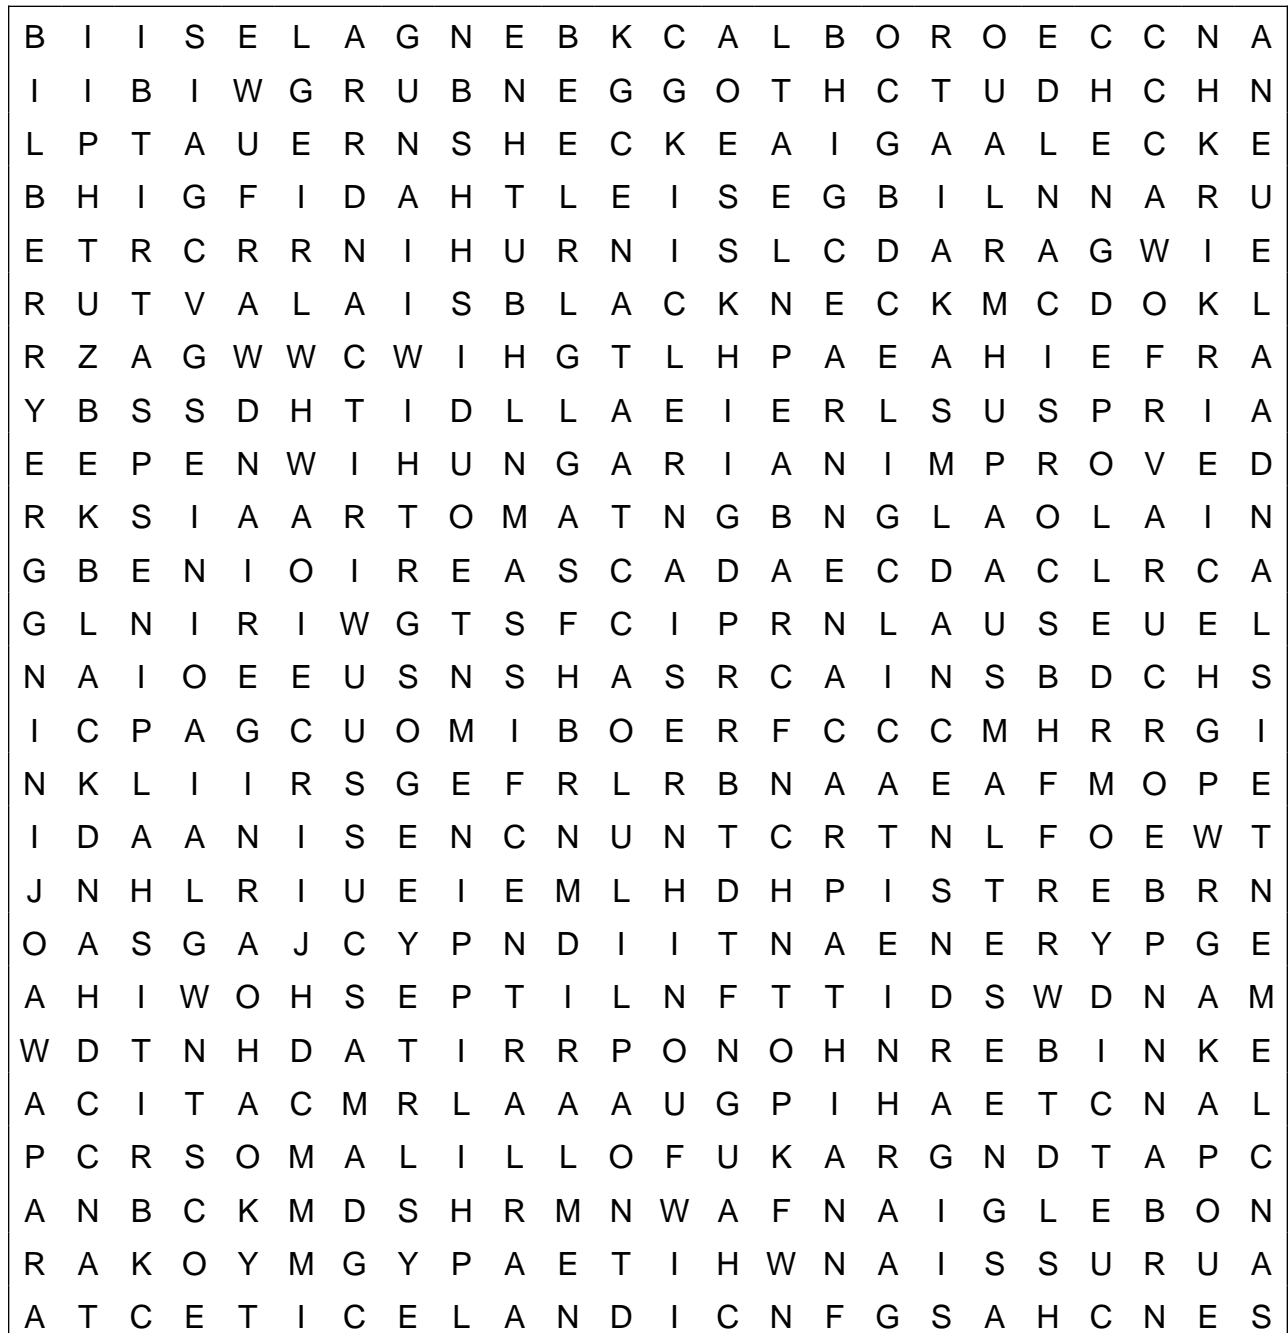 B I I S E L A G N E B K C A L B O R O E C C N A
I I B I W G R U B N E G G O T H C T U D H C H N
L P T A U E R N S H E C K E A I G A A L E C K E
B H I G F I D A H T L E I S E G B I L N N A R U
E T R C R R N I H U R N I S L C D A R A G W I E
R U T V A L A I S B L A C K N E C K M C D O K L
R Z A G W W C W I H G T L H P A E A H I E F R A
Y B S S D H T I D L L A E I E R L S U S P R I A
E E P E N W I H U N G A R I A N I M P R O V E D
R K S I A A R T O M A T N G B N G L A O L A I N
G B E N I O I R E A S C A D A E C D A C L R C A
G L N I R I W G T S F C I P R N L A U S E U E L
N A I O E E U S N S H A S R C A I N S B D C H S
I C P A G C U O M I B O E R F C C C M H R R G I
N K L I I R S G E F R L R B N A A E A F M O P E
I D A A N I S E N C N U N T C R T N L F O E W T
J N H L R I U E I E M L H D H P I S T R E B R N
O A S G A J C Y P N D I I T N A E N E R Y P G E
A H I W O H S E P T I L N F T T I D S W D N A M
W D T N H D A T I R R P O N O H N R E B I N K E
A C I T A C M R L A A A U G P I H A E T C N A L
P C R S O M A L I L L O F U K A R G N D T A P C
A N B C K M D S H R M N W A F N A I G L E B O N
R A K O Y M G Y P A E T I H W N A I S S U R U A
A T C E T I C E L A N D I C N F G S A H C N E S